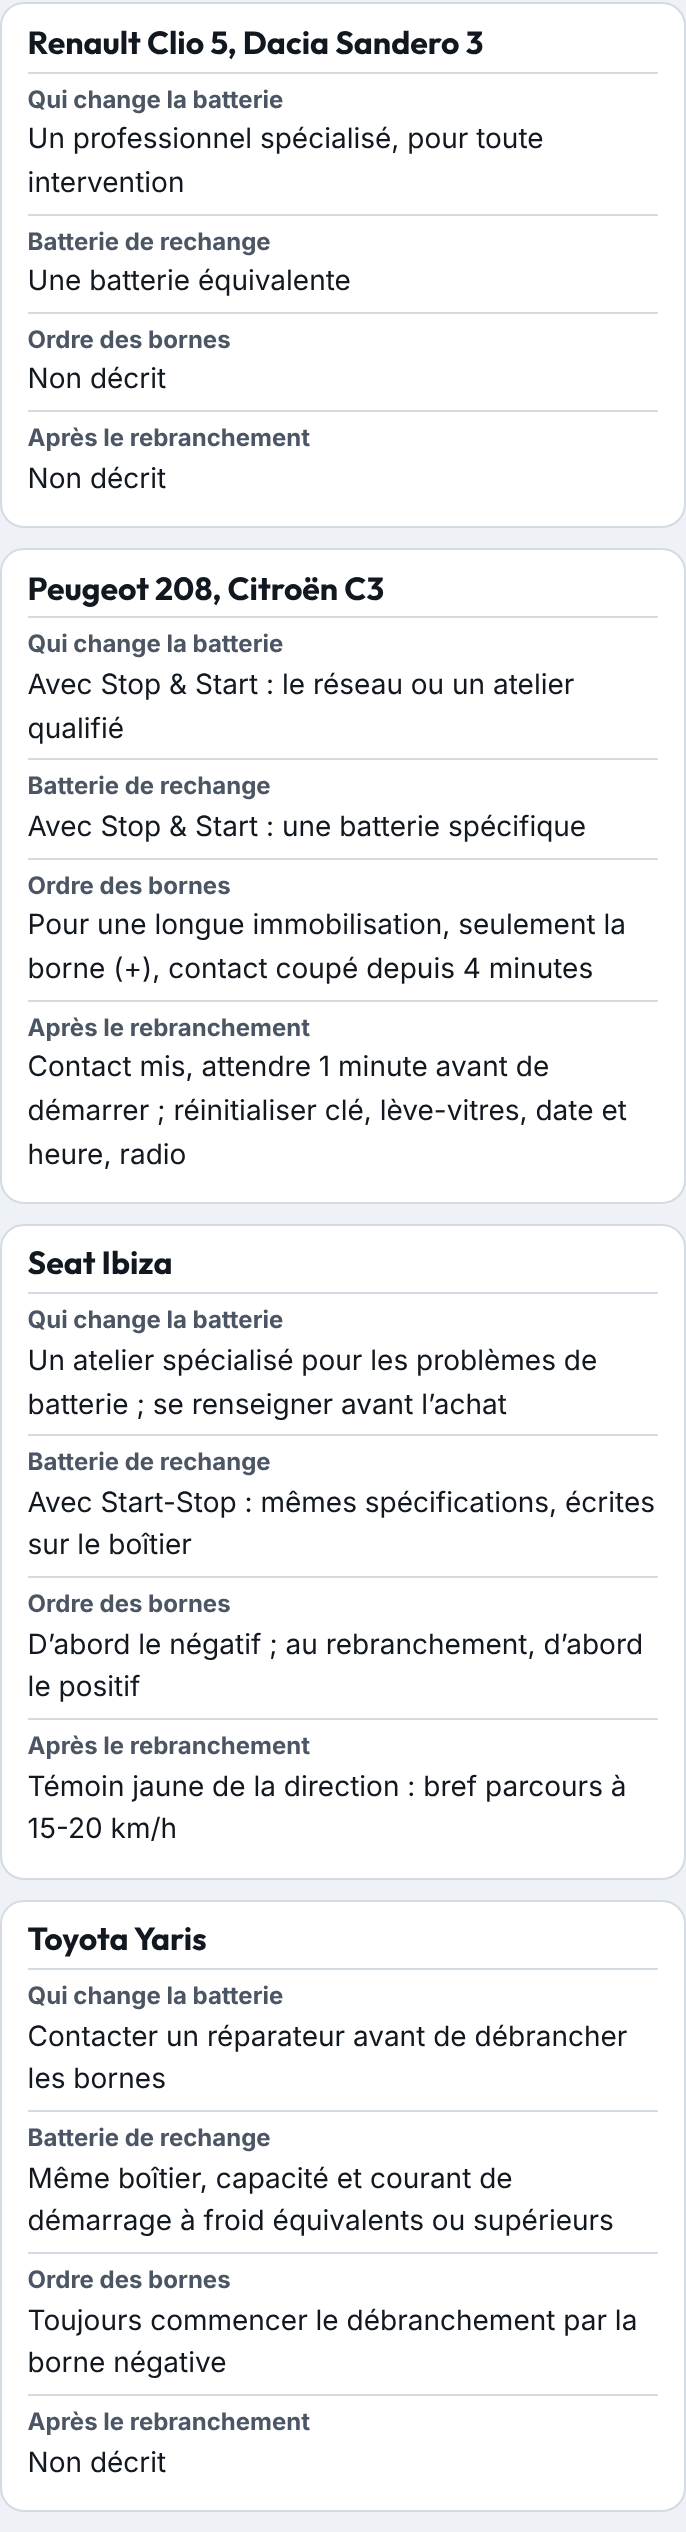 Renault Clio 5, Dacia Sandero 3
Qui change la batterie
Un professionnel spécialisé, pour toute
intervention
Batterie de rechange
Une batterie équivalente
Ordre des bornes
Non décrit
Après le rebranchement
Non décrit
Peugeot 208, Citroën C3
Qui change la batterie
Avec Stop & Start : le réseau ou un atelier
qualifié
Batterie de rechange
Avec Stop & Start : une batterie spécifique
Ordre des bornes
Pour une longue immobilisation, seulement la
borne (+), contact coupé depuis 4 minutes
Après le rebranchement
Contact mis, attendre 1 minute avant de
démarrer ; réinitialiser clé, lève-vitres, date et
heure, radio
Seat Ibiza
Qui change la batterie
Un atelier spécialisé pour les problèmes de
batterie ; se renseigner avant l’achat
Batterie de rechange
Avec Start-Stop : mêmes spécifications, écrites
sur le boîtier
Ordre des bornes
D’abord le négatif ; au rebranchement, d’abord
le positif
Après le rebranchement
Témoin jaune de la direction : bref parcours à
15-20 km/h
Toyota Yaris
Qui change la batterie
Contacter un réparateur avant de débrancher
les bornes
Batterie de rechange
Même boîtier, capacité et courant de
démarrage à froid équivalents ou supérieurs
Ordre des bornes
Toujours commencer le débranchement par la
borne négative
Après le rebranchement
Non décrit